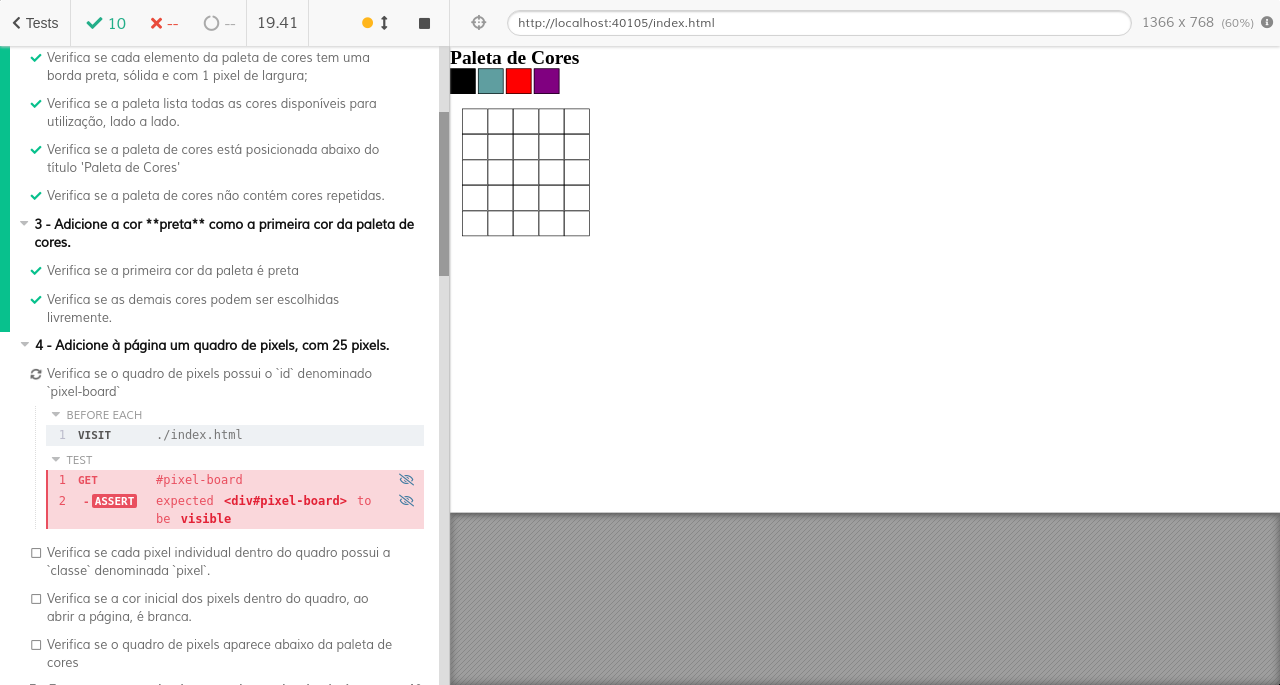 Tests 10 -- -- 19.41 http://localhost:40105/index.html 1366 x 768 (60%)
Verifica se cada elemento da paleta de cores tem uma
borda preta, sólida e com 1 pixel de largura;
Verifica se a paleta lista todas as cores disponíveis para
utilização, lado a lado.
Verifica se a paleta de cores está posicionada abaixo do
título 'Paleta de Cores'
Verifica se a paleta de cores não contém cores repetidas.
3 - Adicione a cor **preta** como a primeira cor da paleta de
cores.
Verifica se a primeira cor da paleta é preta
Verifica se as demais cores podem ser escolhidas
livremente.
4 - Adicione à página um quadro de pixels, com 25 pixels.
Verifica se o quadro de pixels possui o `id` denominado
`pixel-board`
BEFORE EACH
1 VISIT ./index.html
TEST
1 GET #pixel-board
2 -ASSERT expected <div#pixel-board> to
be visible
Verifica se cada pixel individual dentro do quadro possui a
`classe` denominada `pixel`.
Verifica se a cor inicial dos pixels dentro do quadro, ao
abrir a página, é branca.
Verifica se o quadro de pixels aparece abaixo da paleta de
cores
Paleta de Cores